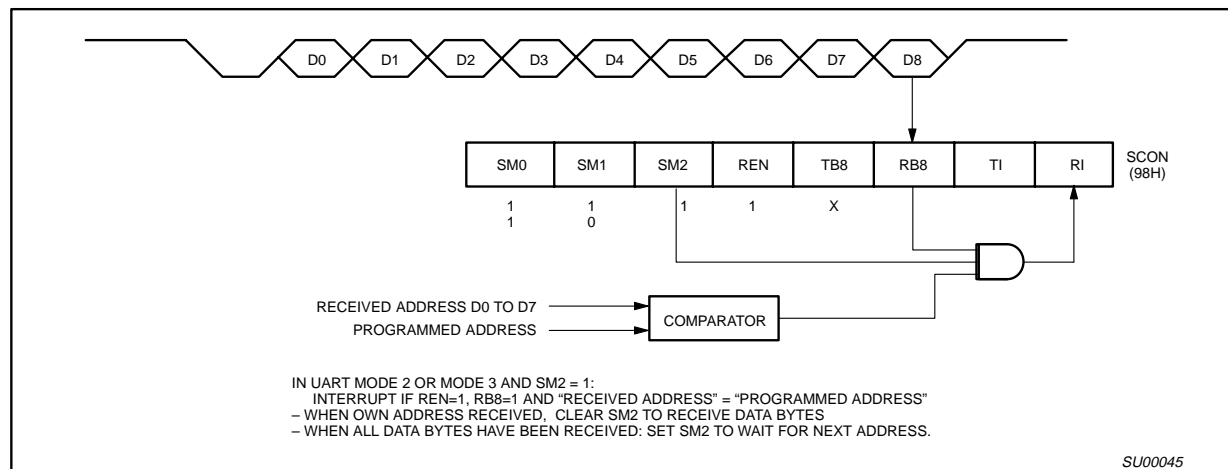 D0 D1 D2 D3 D4 D5 D6 D7 D8
SM0 SM1 SM2 REN TB8 RB8 TI RI
SCON
(98H)
1 1 1 1 X
1 0
RECEIVED ADDRESS D0 TO D7
PROGRAMMED ADDRESS
COMPARATOR
IN UART MODE 2 OR MODE 3 AND SM2 = 1:
INTERRUPT IF REN=1, RB8=1 AND “RECEIVED ADDRESS” = “PROGRAMMED ADDRESS”
– WHEN OWN ADDRESS RECEIVED, CLEAR SM2 TO RECEIVE DATA BYTES
– WHEN ALL DATA BYTES HAVE BEEN RECEIVED: SET SM2 TO WAIT FOR NEXT ADDRESS.
SU00045